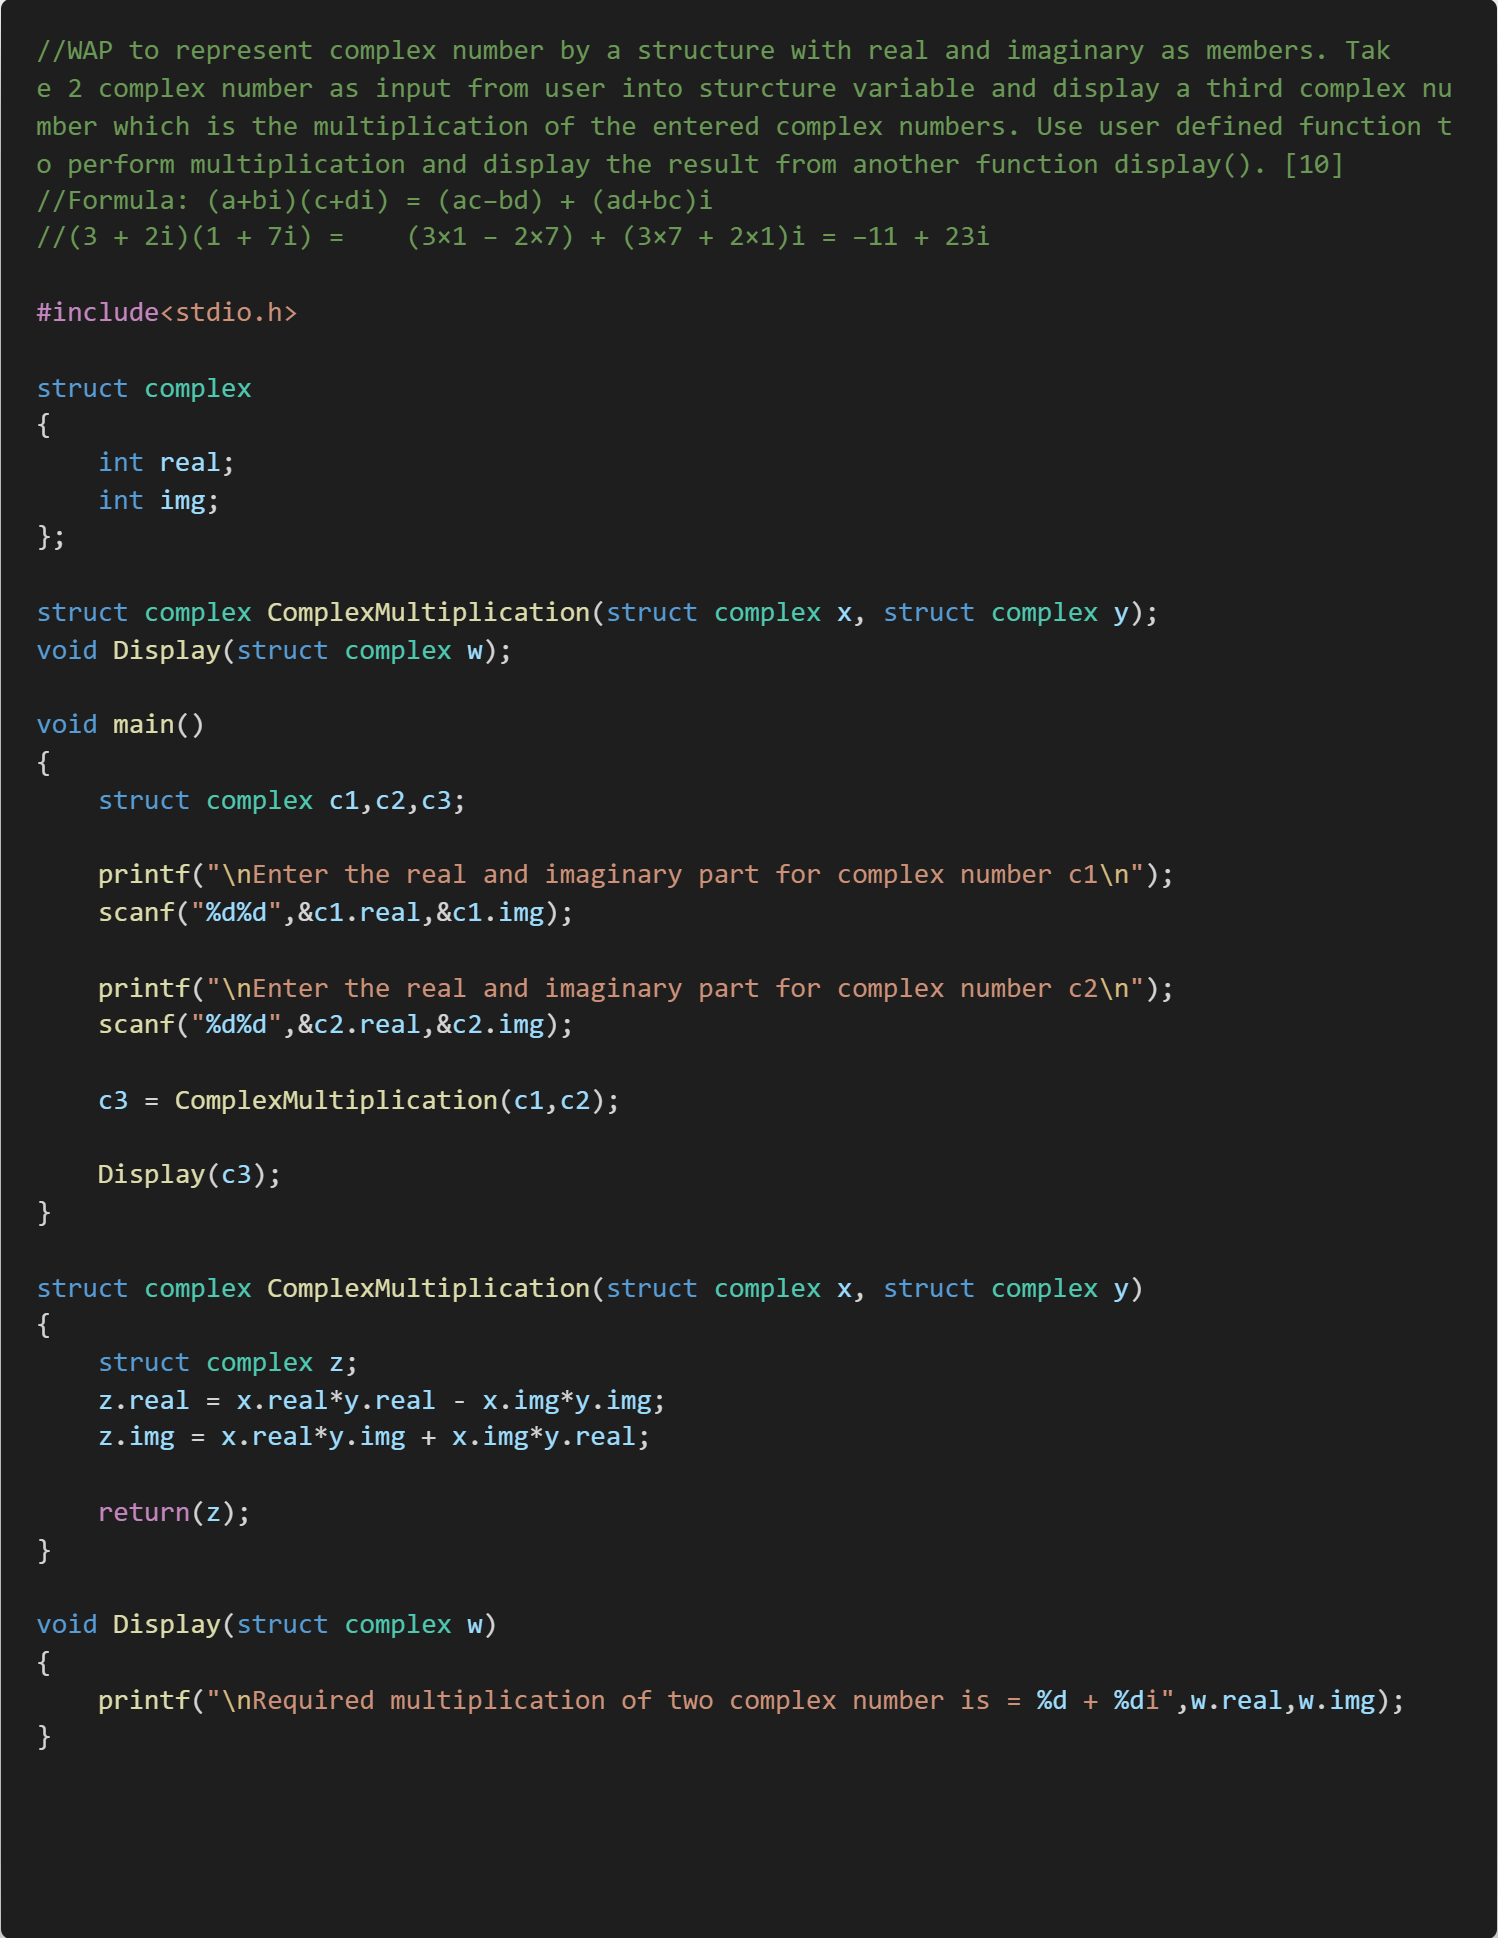 //WAP to represent complex number by a structure with real and imaginary as members. Tak
e 2 complex number as input from user into sturcture variable and display a third complex nu
mber which is the multiplication of the entered complex numbers. Use user defined function t
o perform multiplication and display the result from another function display(). [10]
//Formula: (a+bi)(c+di) = (ac−bd) + (ad+bc)i
//(3 + 2i)(1 + 7i) =    (3×1 − 2×7) + (3×7 + 2×1)i = −11 + 23i

#include<stdio.h>

struct complex
{
    int real;
    int img;
};

struct complex ComplexMultiplication(struct complex x, struct complex y);
void Display(struct complex w);

void main()
{
    struct complex c1,c2,c3;

    printf("\nEnter the real and imaginary part for complex number c1\n");
    scanf("%d%d",&c1.real,&c1.img);

    printf("\nEnter the real and imaginary part for complex number c2\n");
    scanf("%d%d",&c2.real,&c2.img);

    c3 = ComplexMultiplication(c1,c2);

    Display(c3);
}

struct complex ComplexMultiplication(struct complex x, struct complex y)
{
    struct complex z;
    z.real = x.real*y.real - x.img*y.img;
    z.img = x.real*y.img + x.img*y.real;

    return(z);
}

void Display(struct complex w)
{
    printf("\nRequired multiplication of two complex number is = %d + %di",w.real,w.img);
}